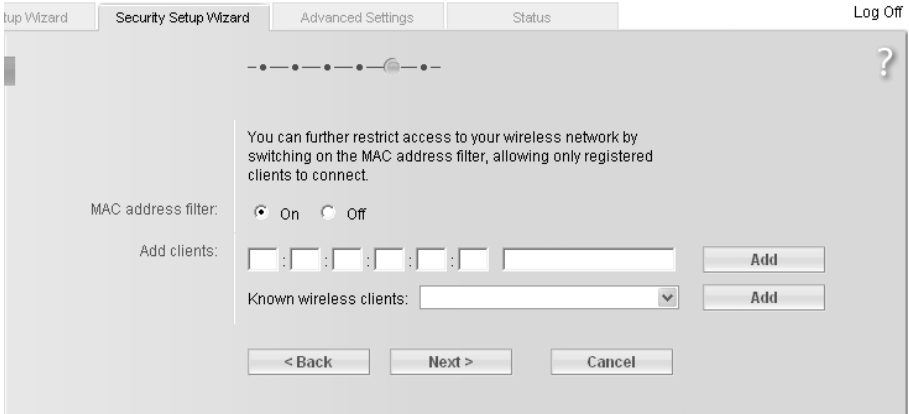 tup Wizard
Security Setup Wizard
Advanced Settings
Status
Log Off
?
You can further restrict access to your wireless network by
switching on the MAC address filter, allowing only registered
clients to connect.
MAC address filter: On Off
Add clients: : : : : : Add
Known wireless clients: Add
< Back Next > Cancel